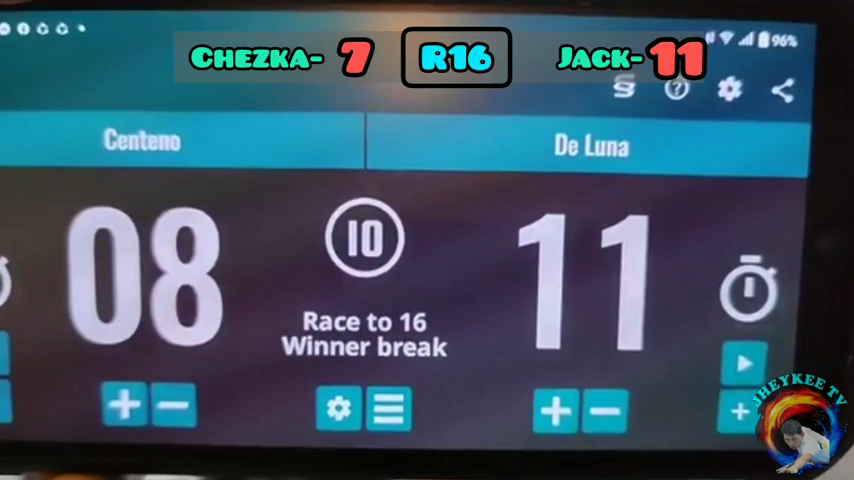 96%
CHEZKA- 7 R16 JACK- 11
Centeno De Luna
08 10 11
Race to 16
Winner break
JHEYKEE TV